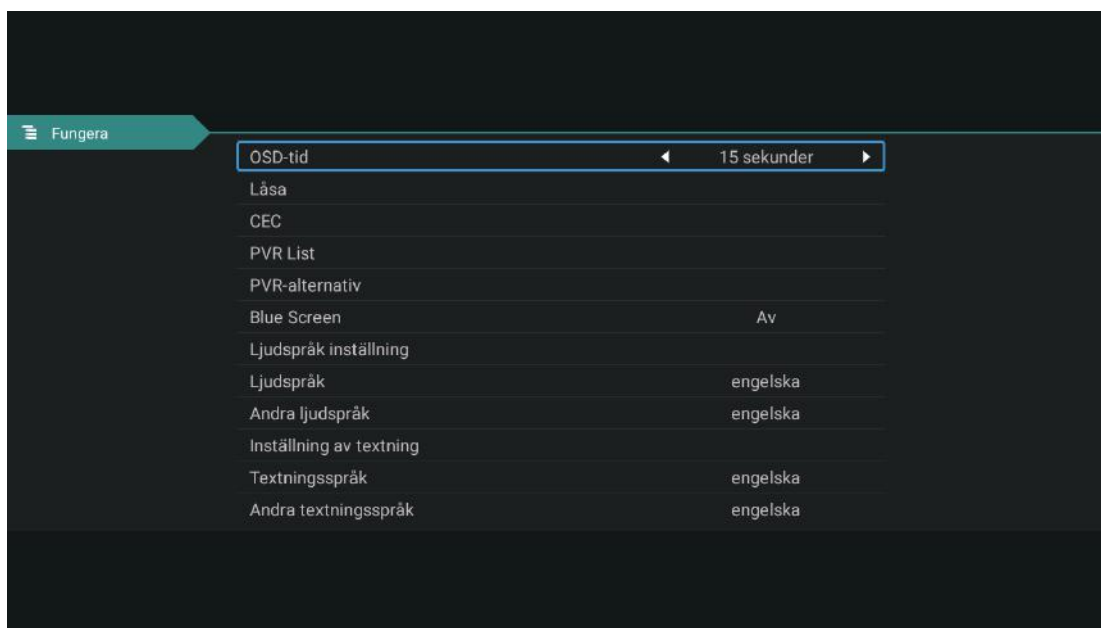 Fungera
OSD-tid 15 sekunder
Låsa
CEC
PVR List
PVR-alternativ
Blue Screen Av
Ljudspråk inställning
Ljudspråk engelska
Andra ljudspråk engelska
Inställning av textning
Textningsspråk engelska
Andra textningsspråk engelska